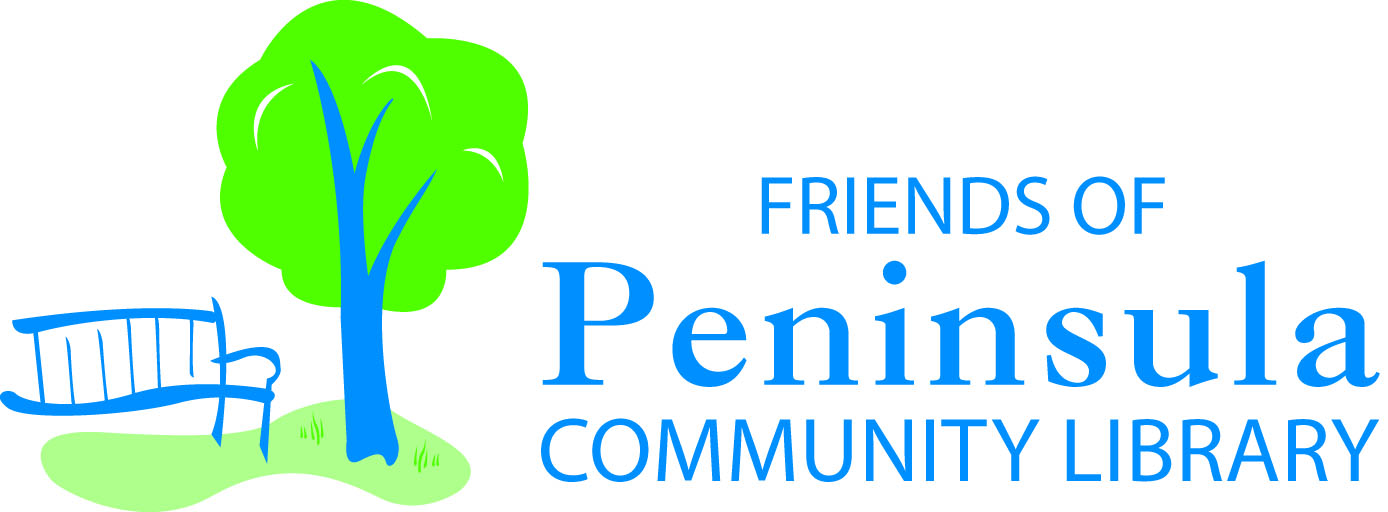 FRIENDS OF
Peninsula
COMMUNITY LIBRARY